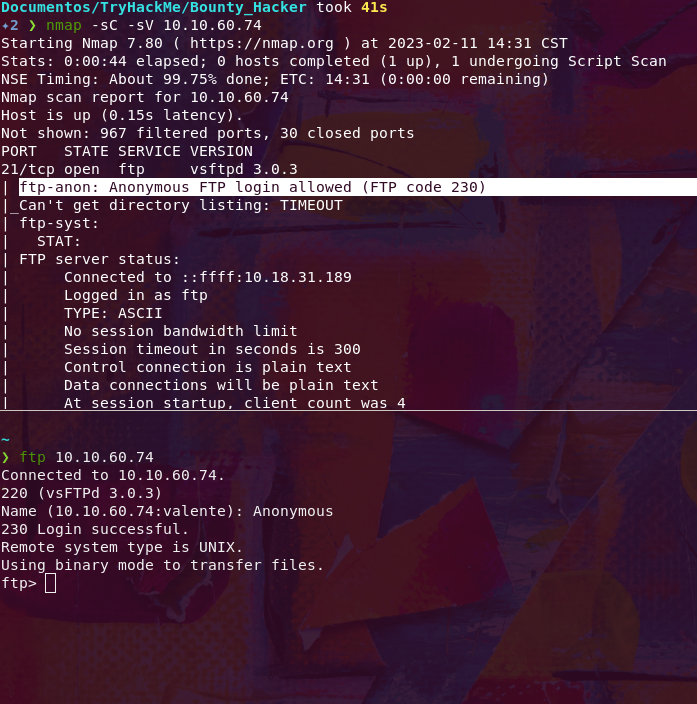 Documentos/TryHackMe/Bounty_Hacker took 41s
✦2 ❯ nmap -sC -sV 10.10.60.74
Starting Nmap 7.80 ( https://nmap.org ) at 2023-02-11 14:31 CST
Stats: 0:00:44 elapsed; 0 hosts completed (1 up), 1 undergoing Script Scan
NSE Timing: About 99.75% done; ETC: 14:31 (0:00:00 remaining)
Nmap scan report for 10.10.60.74
Host is up (0.15s latency).
Not shown: 967 filtered ports, 30 closed ports
PORT   STATE SERVICE VERSION
21/tcp open  ftp     vsftpd 3.0.3
| ftp-anon: Anonymous FTP login allowed (FTP code 230)
|_Can't get directory listing: TIMEOUT
| ftp-syst:
|   STAT:
| FTP server status:
|      Connected to ::ffff:10.18.31.189
|      Logged in as ftp
|      TYPE: ASCII
|      No session bandwidth limit
|      Session timeout in seconds is 300
|      Control connection is plain text
|      Data connections will be plain text
|      At session startup, client count was 4
~
❯ ftp 10.10.60.74
Connected to 10.10.60.74.
220 (vsFTPd 3.0.3)
Name (10.10.60.74:valente): Anonymous
230 Login successful.
Remote system type is UNIX.
Using binary mode to transfer files.
ftp>